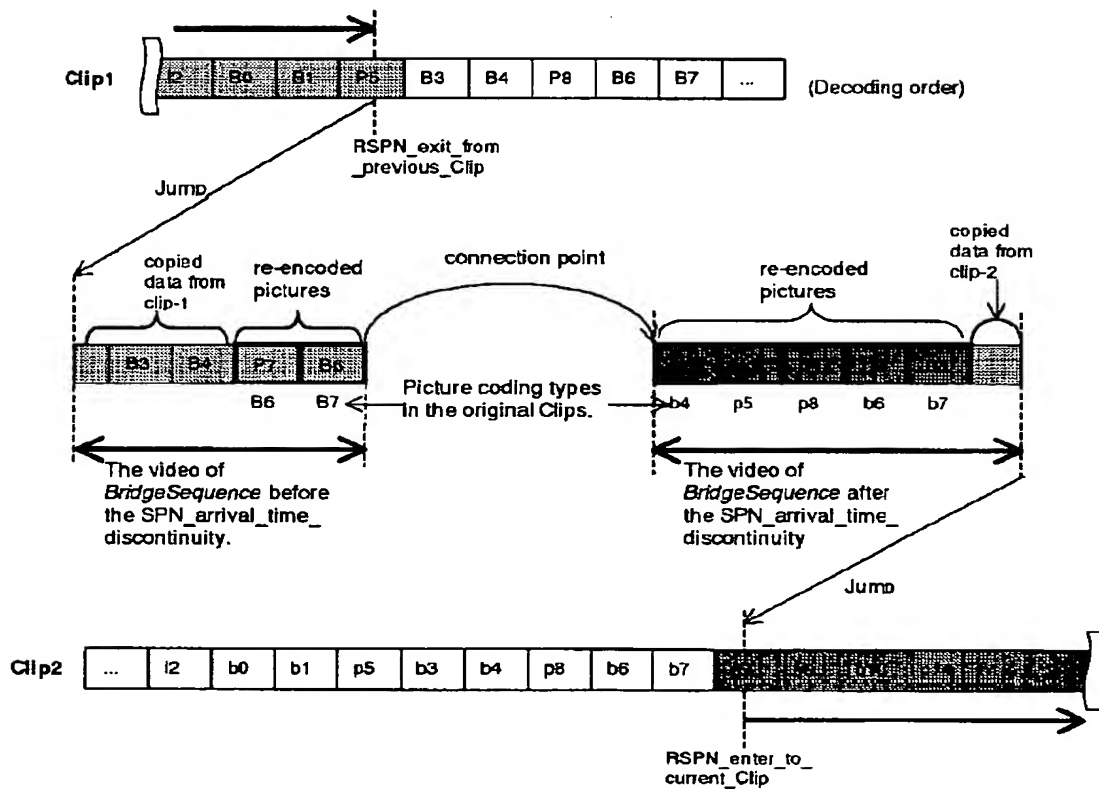 Clip1
I2 B0 B1 P5 B3 B4 P8 B6 B7 ...
(Decoding order)
RSPN_exit_from
_previous_Clip
Jump
copied
data from
clip-1
re-encoded
pictures
connection point
re-encoded
pictures
copied
data from
clip-2
B3 B4 P7 B6
B6 B7
Picture coding types
in the original Clips.
b4 p5 p8 b6 b7
The video of
BridgeSequence before
the SPN_arrival_time_
discontinuity.
The video of
BridgeSequence after
the SPN_arrival_time_
discontinuity
Jump
Clip2
... i2 b0 b1 p5 b3 b4 p8 b6 b7
RSPN_enter_to_
current_Clip